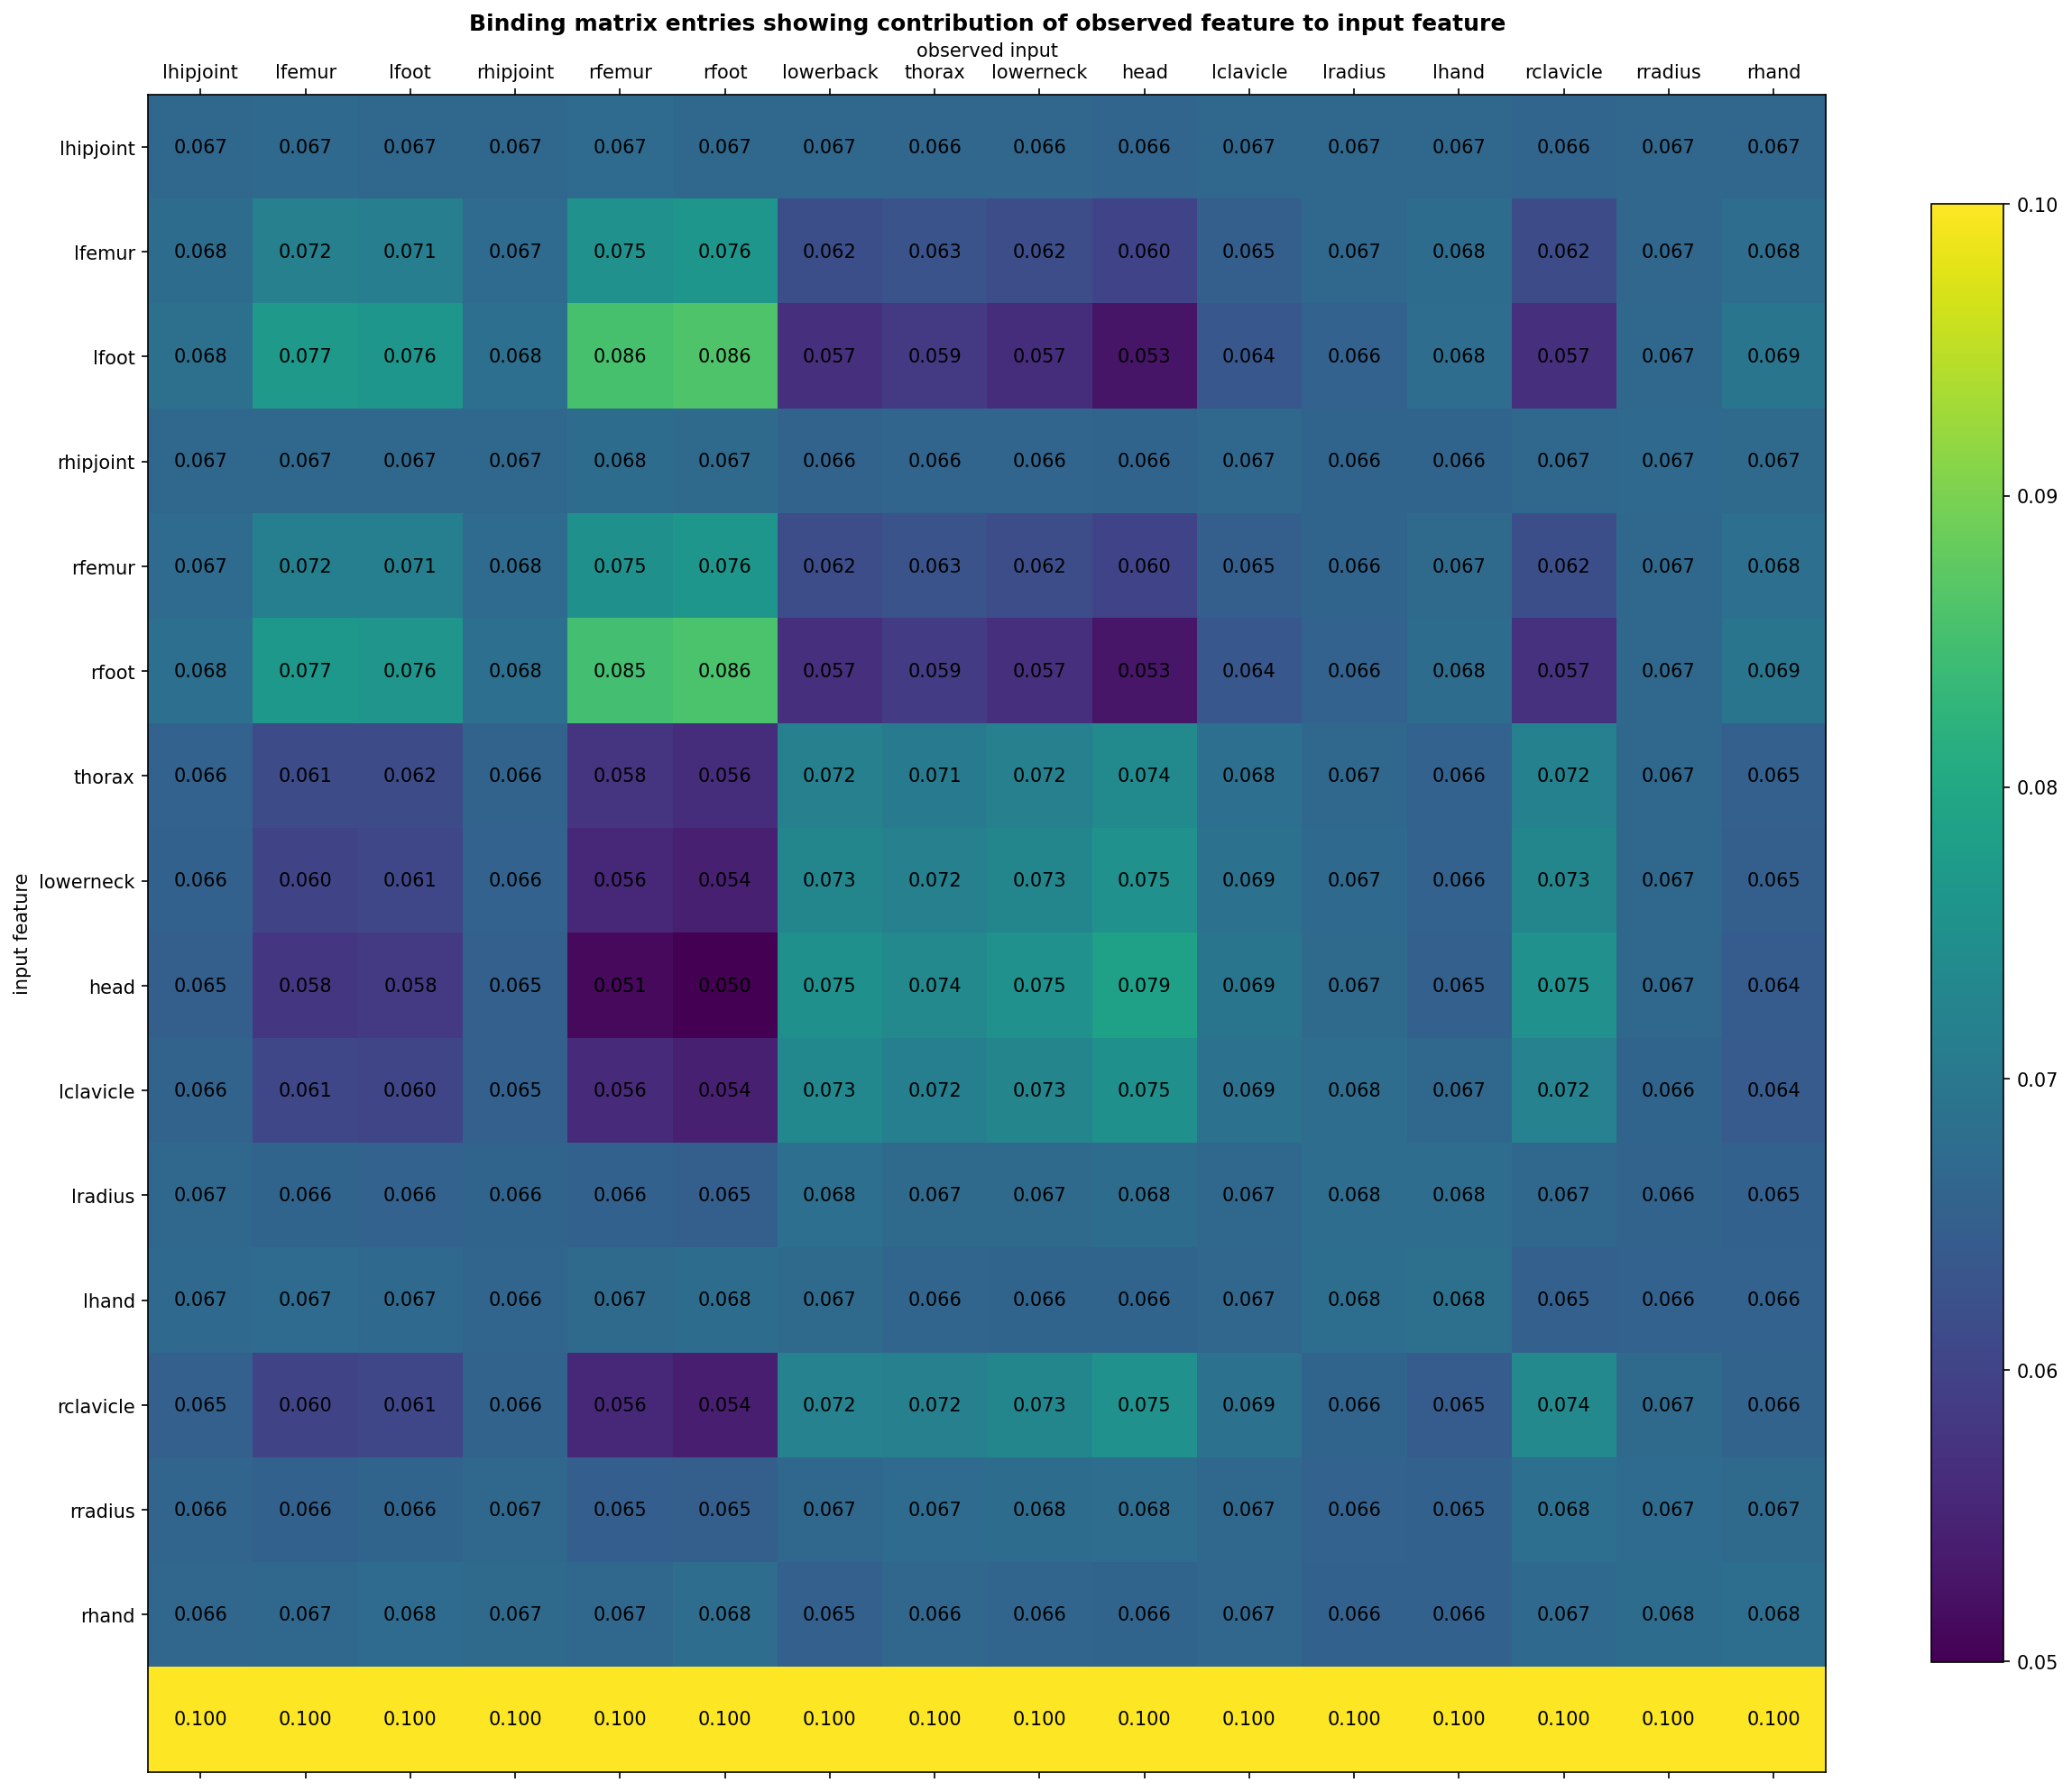 Binding matrix entries showing contribution of observed feature to input feature
observed input
lhipjoint lfemur lfoot rhipjoint rfemur rfoot lowerback thorax lowerneck head lclavicle lradius lhand rclavicle rradius rhand
lhipjoint 0.067 0.067 0.067 0.067 0.067 0.067 0.067 0.066 0.066 0.066 0.067 0.067 0.067 0.066 0.067 0.067
lfemur 0.068 0.072 0.071 0.067 0.075 0.076 0.062 0.063 0.062 0.060 0.065 0.067 0.068 0.062 0.067 0.068
lfoot 0.068 0.077 0.076 0.068 0.086 0.086 0.057 0.059 0.057 0.053 0.064 0.066 0.068 0.057 0.067 0.069
rhipjoint 0.067 0.067 0.067 0.067 0.068 0.067 0.066 0.066 0.066 0.066 0.067 0.066 0.066 0.067 0.067 0.067
rfemur 0.067 0.072 0.071 0.068 0.075 0.076 0.062 0.063 0.062 0.060 0.065 0.066 0.067 0.062 0.067 0.068
rfoot 0.068 0.077 0.076 0.068 0.085 0.086 0.057 0.059 0.057 0.053 0.064 0.066 0.068 0.057 0.067 0.069
thorax 0.066 0.061 0.062 0.066 0.058 0.056 0.072 0.071 0.072 0.074 0.068 0.067 0.066 0.072 0.067 0.065
lowerneck 0.066 0.060 0.061 0.066 0.056 0.054 0.073 0.072 0.073 0.075 0.069 0.067 0.066 0.073 0.067 0.065
head 0.065 0.058 0.058 0.065 0.051 0.050 0.075 0.074 0.075 0.079 0.069 0.067 0.065 0.075 0.067 0.064
lclavicle 0.066 0.061 0.060 0.065 0.056 0.054 0.073 0.072 0.073 0.075 0.069 0.068 0.067 0.072 0.066 0.064
lradius 0.067 0.066 0.066 0.066 0.066 0.065 0.068 0.067 0.067 0.068 0.067 0.068 0.068 0.067 0.066 0.065
lhand 0.067 0.067 0.067 0.066 0.067 0.068 0.067 0.066 0.066 0.066 0.067 0.068 0.068 0.065 0.066 0.066
rclavicle 0.065 0.060 0.061 0.066 0.056 0.054 0.072 0.072 0.073 0.075 0.069 0.066 0.065 0.074 0.067 0.066
rradius 0.066 0.066 0.066 0.067 0.065 0.065 0.067 0.067 0.068 0.068 0.067 0.066 0.065 0.068 0.067 0.067
rhand 0.066 0.067 0.068 0.067 0.067 0.068 0.065 0.066 0.066 0.066 0.067 0.066 0.066 0.067 0.068 0.068
0.100 0.100 0.100 0.100 0.100 0.100 0.100 0.100 0.100 0.100 0.100 0.100 0.100 0.100 0.100 0.100
input feature
0.10
0.09
0.08
0.07
0.06
0.05